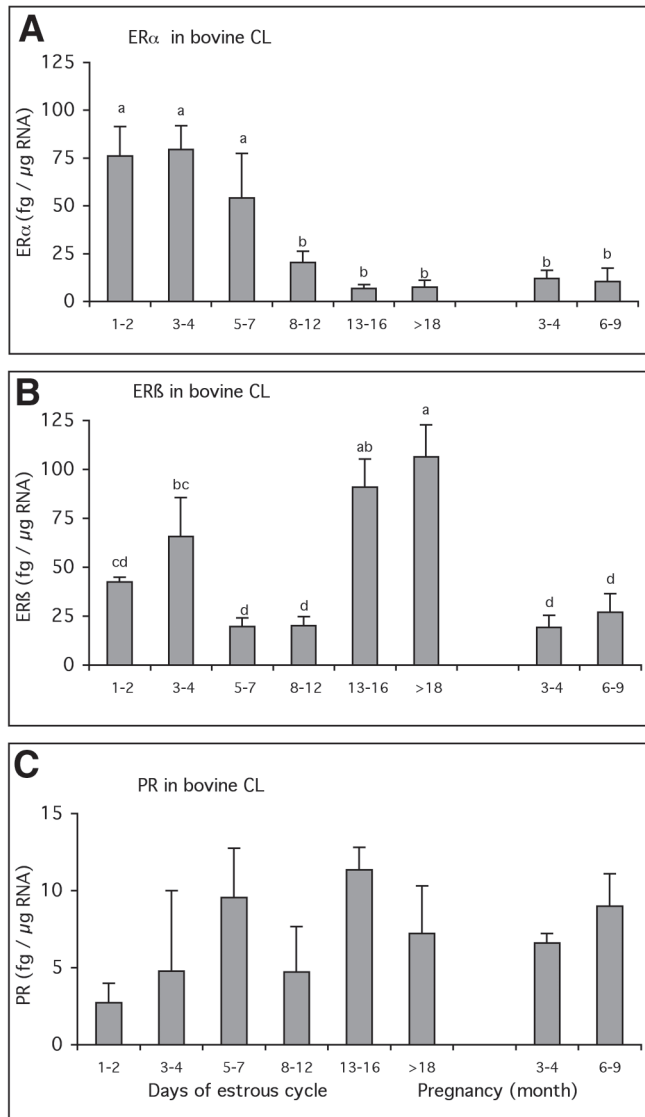 A
ERα in bovine CL
ER α (fg / µg RNA)
125
100
75
50
25
0
a
a
a
b
b
b
b
b
1-2
3-4
5-7
8-12
13-16
>18
3-4
6-9
B
ERß in bovine CL
ERß (fg / µg RNA)
125
100
75
50
25
0
cd
bc
d
d
ab
a
d
d
1-2
3-4
5-7
8-12
13-16
>18
3-4
6-9
C
PR in bovine CL
PR (fg / µg RNA)
15
10
5
0
1-2
3-4
5-7
8-12
13-16
>18
3-4
6-9
Days of estrous cycle
Pregnancy (month)